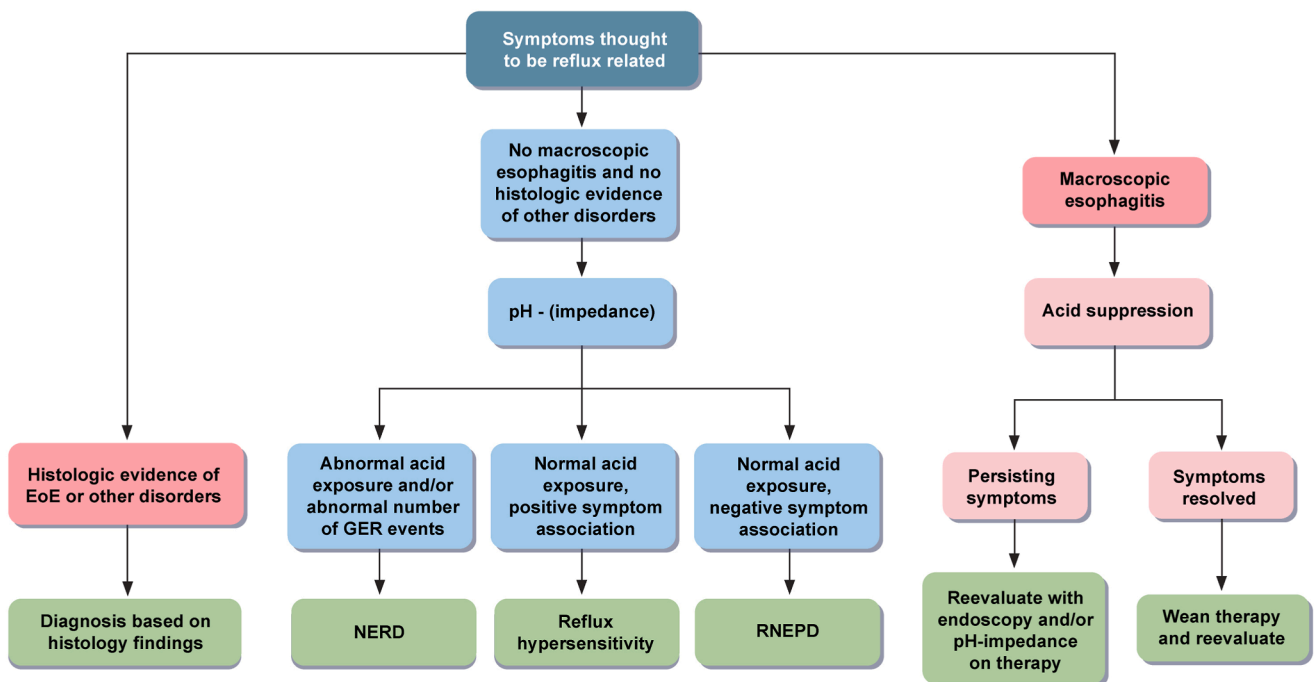 Symptoms thought
to be reflux related
No macroscopic
esophagitis and no
histologic evidence
of other disorders
Macroscopic
esophagitis
pH - (impedance)
Acid suppression
Histologic evidence of
EoE or other disorders
Abnormal acid
exposure and/or
abnormal number
of GER events
Normal acid
exposure,
positive symptom
association
Normal acid
exposure,
negative symptom
association
Persisting
symptoms
Symptoms
resolved
Diagnosis based on
histology findings
NERD
Reflux
hypersensitivity
RNEPD
Reevaluate with
endoscopy and/or
pH-impedance
on therapy
Wean therapy
and reevaluate